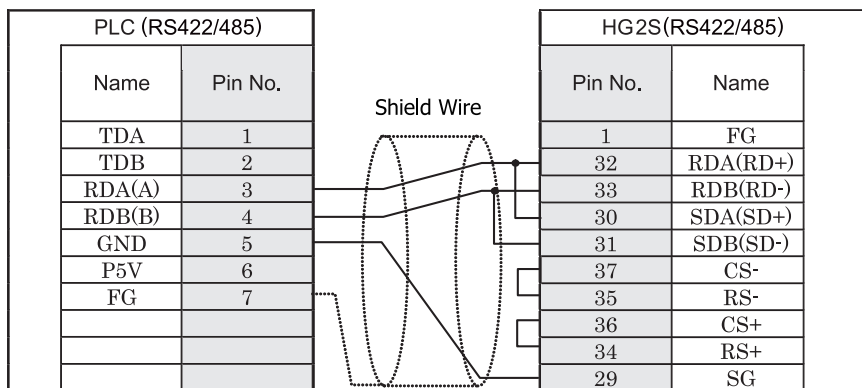 PLC (RS422/485)
Name Pin No.
TDA 1
TDB 2
RDA(A) 3
RDB(B) 4
GND 5
P5V 6
FG 7
Shield Wire
HG2S(RS422/485)
Pin No. Name
1 FG
32 RDA(RD+)
33 RDB(RD-)
30 SDA(SD+)
31 SDB(SD-)
37 CS-
35 RS-
36 CS+
34 RS+
29 SG